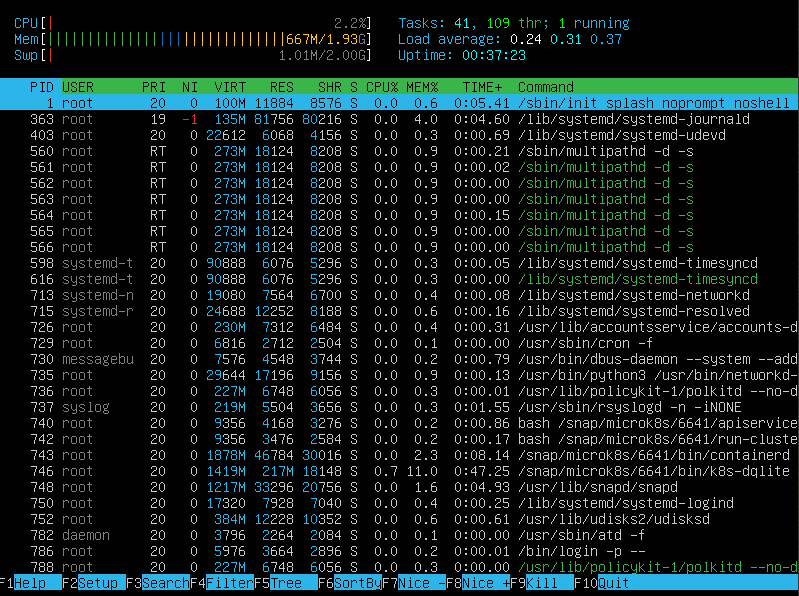 CPU[| 2.2%] Tasks: 41, 109 thr; 1 running
Mem[||||||||||||||||||||||||||||||667M/1.93G] Load average: 0.24 0.31 0.37
Swp[| 1.01M/2.00G] Uptime: 00:37:23
PID USER PRI NI VIRT RES SHR S CPU% MEM% TIME+ Command
1 root 20 0 100M 11884 8576 S 0.0 0.6 0:05.41 /sbin/init splash noprompt noshell
363 root 19 -1 135M 81756 80216 S 0.0 4.0 0:04.60 /lib/systemd/systemd-journald
403 root 20 0 22612 6068 4156 S 0.0 0.3 0:00.69 /lib/systemd/systemd-udevd
560 root RT 0 273M 18124 8208 S 0.0 0.9 0:00.21 /sbin/multipathd -d -s
561 root RT 0 273M 18124 8208 S 0.0 0.9 0:00.02 /sbin/multipathd -d -s
562 root RT 0 273M 18124 8208 S 0.0 0.9 0:00.00 /sbin/multipathd -d -s
563 root RT 0 273M 18124 8208 S 0.0 0.9 0:00.00 /sbin/multipathd -d -s
564 root RT 0 273M 18124 8208 S 0.0 0.9 0:00.15 /sbin/multipathd -d -s
565 root RT 0 273M 18124 8208 S 0.0 0.9 0:00.00 /sbin/multipathd -d -s
566 root RT 0 273M 18124 8208 S 0.0 0.9 0:00.00 /sbin/multipathd -d -s
598 systemd-t 20 0 90888 6076 5296 S 0.0 0.3 0:00.05 /lib/systemd/systemd-timesyncd
616 systemd-t 20 0 90888 6076 5296 S 0.0 0.3 0:00.00 /lib/systemd/systemd-timesyncd
713 systemd-n 20 0 19080 7564 6700 S 0.0 0.4 0:00.08 /lib/systemd/systemd-networkd
715 systemd-r 20 0 24688 12252 8188 S 0.0 0.6 0:00.16 /lib/systemd/systemd-resolved
726 root 20 0 230M 7312 6484 S 0.0 0.4 0:00.31 /usr/lib/accountsservice/accounts-d
729 root 20 0 6816 2712 2504 S 0.0 0.1 0:00.00 /usr/sbin/cron -f
730 messagebu 20 0 7576 4548 3744 S 0.0 0.2 0:00.79 /usr/bin/dbus-daemon --system --add
735 root 20 0 29644 17196 9156 S 0.0 0.9 0:00.13 /usr/bin/python3 /usr/bin/networkd-
736 root 20 0 227M 6748 6056 S 0.0 0.3 0:00.01 /usr/lib/policykit-1/polkitd --no-d
737 syslog 20 0 219M 5504 3656 S 0.0 0.3 0:01.55 /usr/sbin/rsyslogd -n -iNONE
740 root 20 0 9356 4168 3276 S 0.0 0.2 0:00.86 bash /snap/microk8s/6641/apiservice
742 root 20 0 9356 3476 2584 S 0.0 0.2 0:00.17 bash /snap/microk8s/6641/run-cluste
743 root 20 0 1878M 46784 30016 S 0.0 2.3 0:08.14 /snap/microk8s/6641/bin/containerd
746 root 20 0 1419M 217M 18148 S 0.7 11.0 0:47.25 /snap/microk8s/6641/bin/k8s-dqlite
748 root 20 0 1217M 33296 20756 S 0.0 1.6 0:04.93 /usr/lib/snapd/snapd
750 root 20 0 17320 7928 7040 S 0.0 0.4 0:00.25 /lib/systemd/systemd-logind
752 root 20 0 384M 12228 10352 S 0.0 0.6 0:00.61 /usr/lib/udisks2/udisksd
782 daemon 20 0 3796 2264 2084 S 0.0 0.1 0:00.00 /usr/sbin/atd -f
786 root 20 0 5976 3664 2896 S 0.0 0.2 0:00.01 /bin/login -p --
788 root 20 0 227M 6748 6056 S 0.0 0.3 0:00.00 /usr/lib/policykit-1/polkitd --no-d
F1Help F2Setup F3SearchF4FilterF5Tree F6SortByF7Nice -F8Nice +F9Kill F10Quit